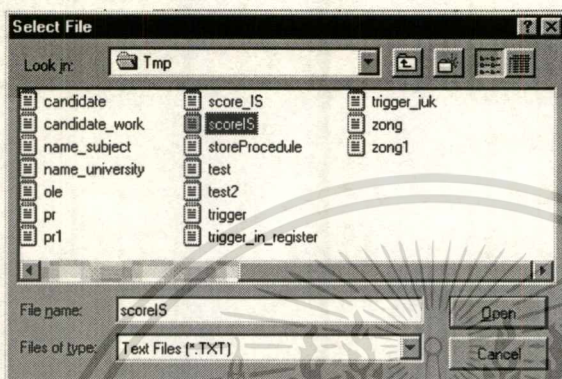 Select File
Look in: Tmp
candidate
candidate_work
name_subject
name_university
ole
pr
pr1
score_IS
scoreIS
storeProcedule
test
test2
trigger
trigger_in_register
trigger_juk
zong
zong1
File name: scoreIS
Open
Files of type: Text Files (*.TXT)
Cancel